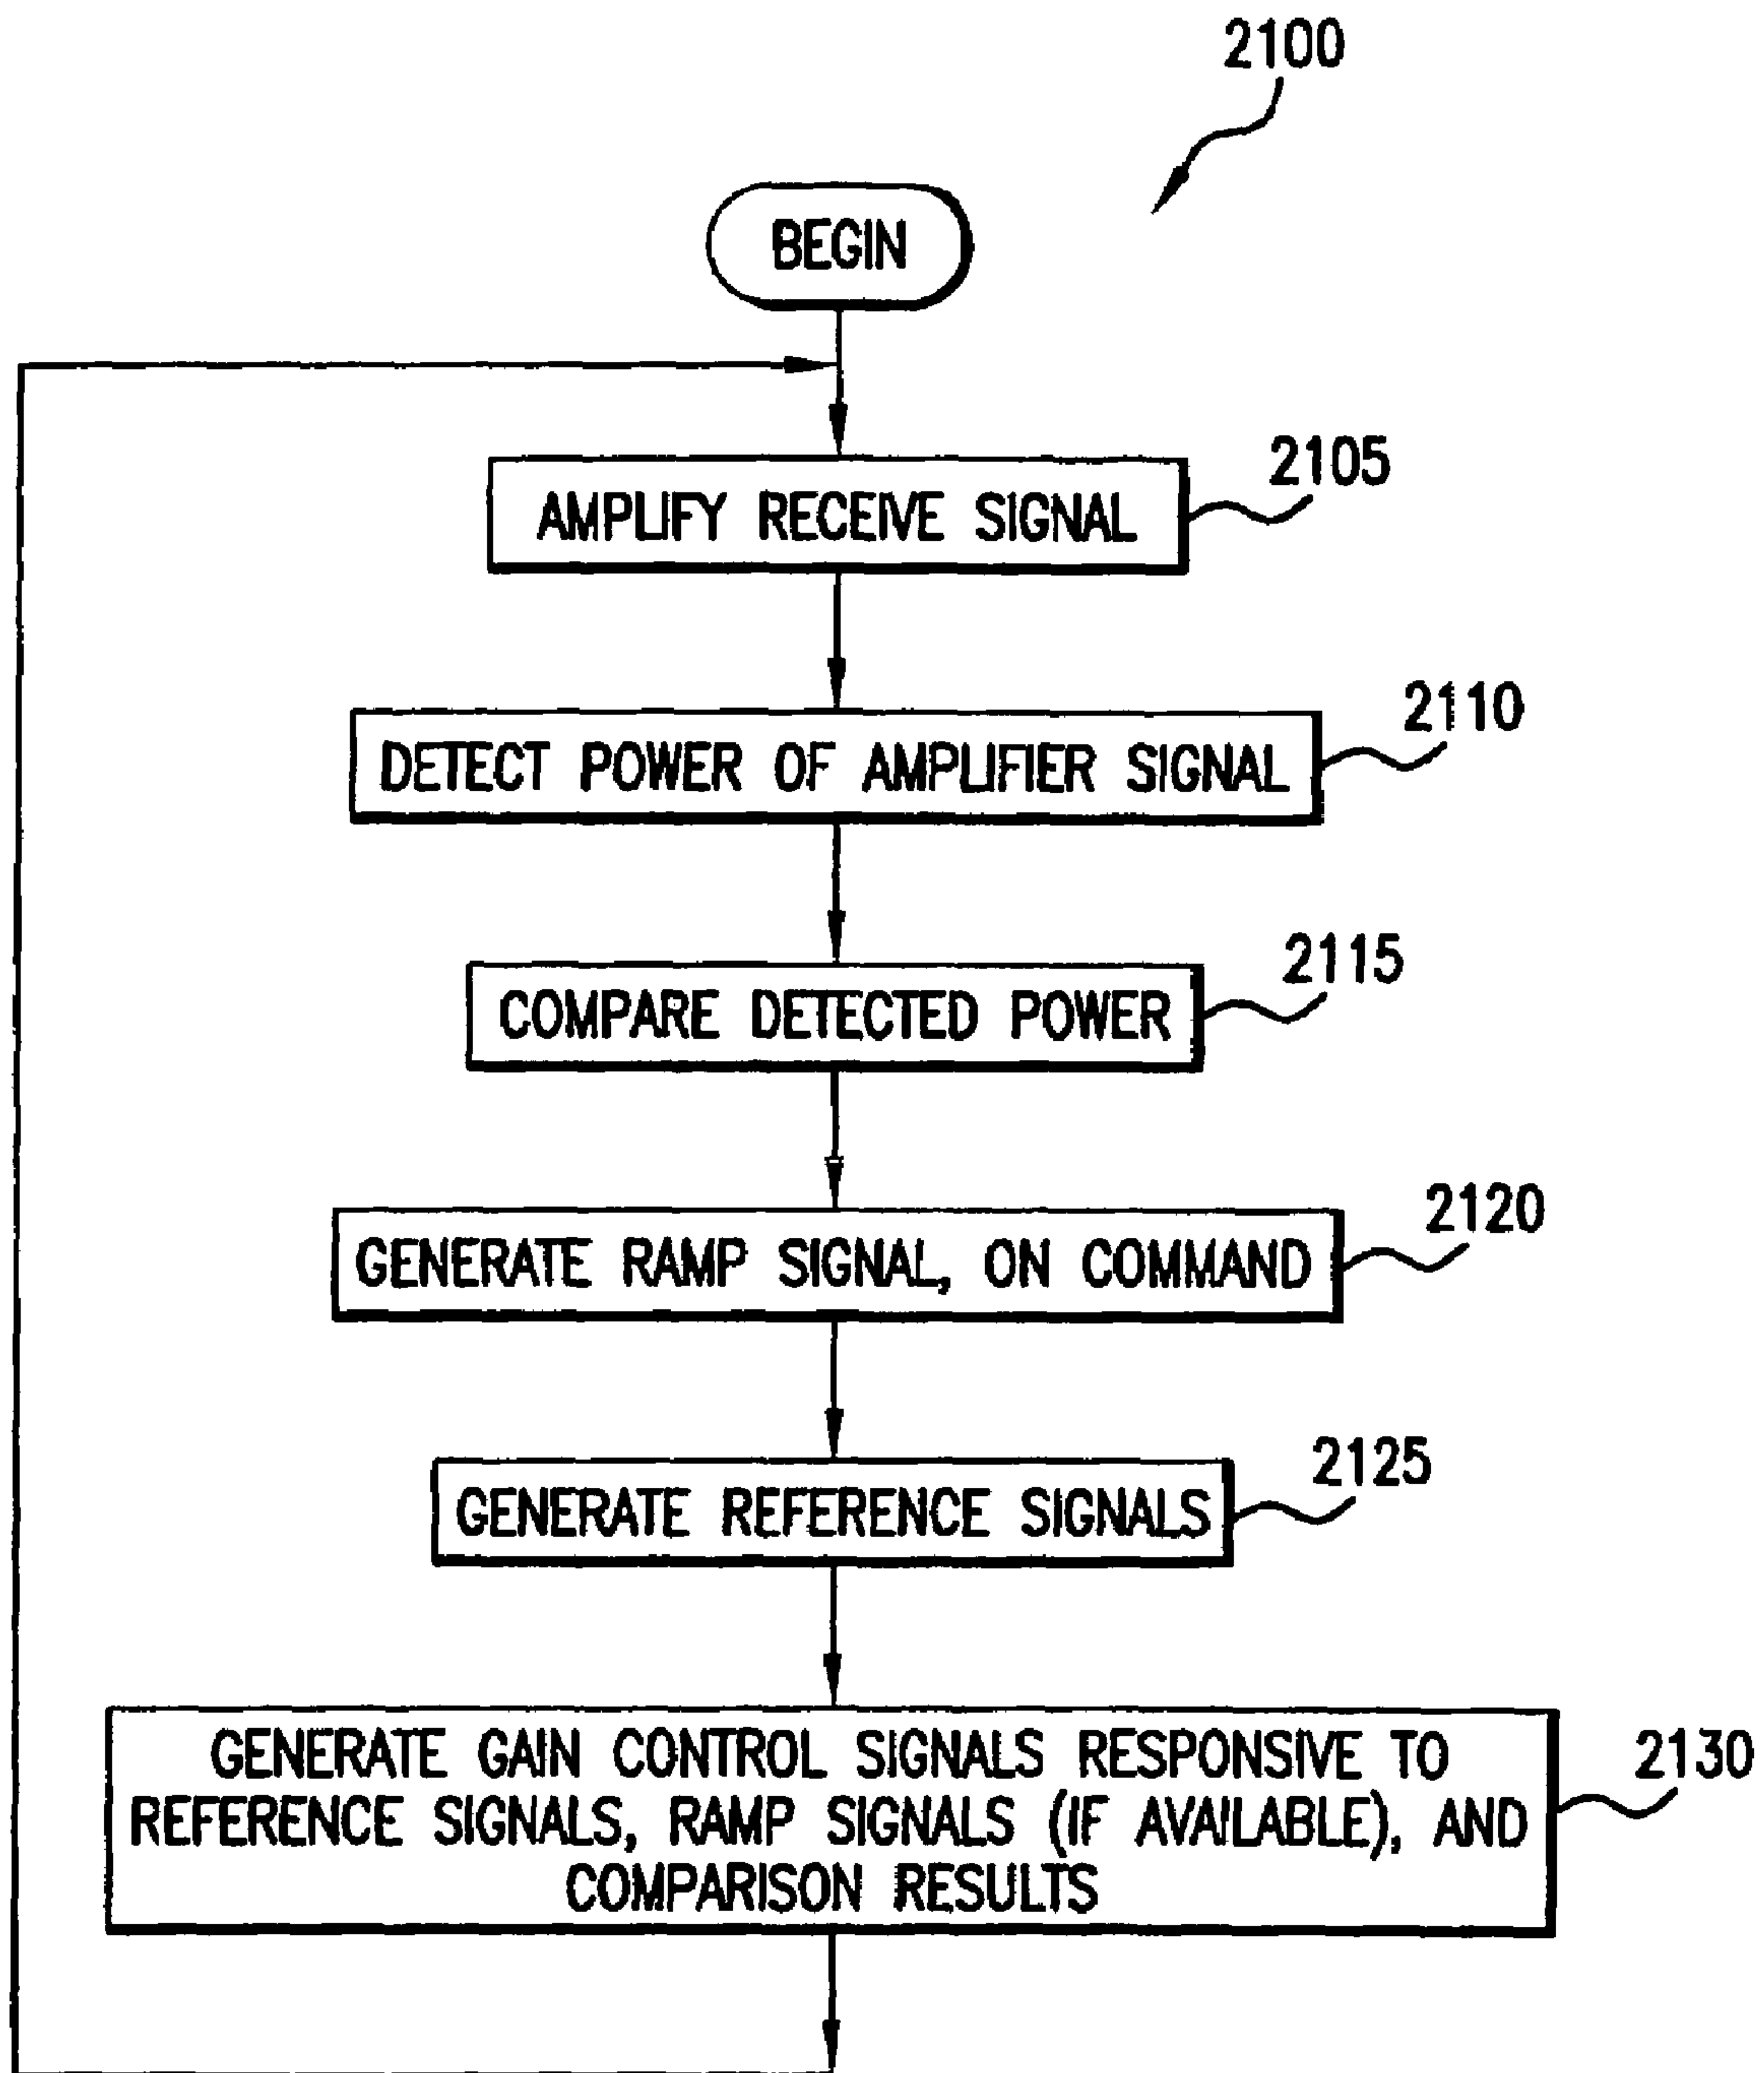 2100
BEGIN
AMPLIFY RECEIVE SIGNAL
2105
DETECT POWER OF AMPLIFIER SIGNAL
2110
COMPARE DETECTED POWER
2115
GENERATE RAMP SIGNAL, ON COMMAND
2120
GENERATE REFERENCE SIGNALS
2125
GENERATE GAIN CONTROL SIGNALS RESPONSIVE TO
REFERENCE SIGNALS, RAMP SIGNALS (IF AVAILABLE), AND
COMPARISON RESULTS
2130